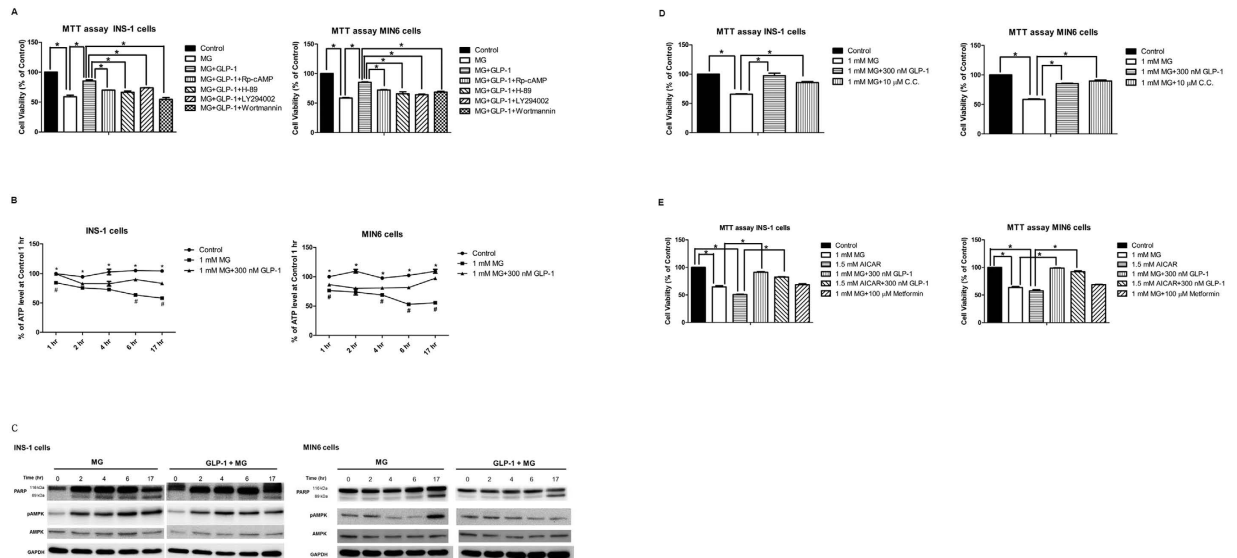 A
MTT assay INS-1 cells
Cell Viability (% of Control)
150
100
50
0
* * * * * *
Control
MG
MG+GLP-1
MG+GLP-1+Rp-cAMP
MG+GLP-1+H-89
MG+GLP-1+LY294002
MG+GLP-1+Wortmannin
MTT assay MIN6 cells
Cell Viability (% of Control)
150
100
50
0
* * * * * *
Control
MG
MG+GLP-1
MG+GLP-1+Rp-cAMP
MG+GLP-1+H-89
MG+GLP-1+LY294002
MG+GLP-1+Wortmannin
B
INS-1 cells
% of ATP level at Control 1 hr
150
100
50
0
* * * * *
# # #
1 hr 2 hr 4 hr 6 hr 17 hr
Control
1 mM MG
1 mM MG+300 nM GLP-1
MIN6 cells
% of ATP level at Control 1 hr
150
100
50
0
* * * * *
# # # #
1 hr 2 hr 4 hr 6 hr 17 hr
Control
1 mM MG
1 mM MG+300 nM GLP-1
C
INS-1 cells
MG GLP-1 + MG
Time (hr) 0 2 4 6 17 0 2 4 6 17
PARP 116 kDa
89 kDa
pAMPK
AMPK
GAPDH
MIN6 cells
MG GLP-1 + MG
Time (hr) 0 2 4 6 17 0 2 4 6 17
PARP 116 kDa
89 kDa
pAMPK
AMPK
GAPDH
D
MTT assay INS-1 cells
Cell Viability (% of Control)
150
100
50
0
* * *
Control
1 mM MG
1 mM MG+300 nM GLP-1
1 mM MG+10 µM C.C.
MTT assay MIN6 cells
Cell Viability (% of Control)
150
100
50
0
* * *
Control
1 mM MG
1 mM MG+300 nM GLP-1
1 mM MG+10 µM C.C.
E
MTT assay INS-1 cells
Cell Viability (% of Control)
150
100
50
0
* * * *
Control
1 mM MG
1.5 mM AICAR
1 mM MG+300 nM GLP-1
1.5 mM AICAR+300 nM GLP-1
1 mM MG+100 µM Metformin
MTT assay MIN6 cells
Cell Viability (% of Control)
150
100
50
0
* * * *
Control
1 mM MG
1.5 mM AICAR
1 mM MG+300 nM GLP-1
1.5 mM AICAR+300 nM GLP-1
1 mM MG+100 µM Metformin